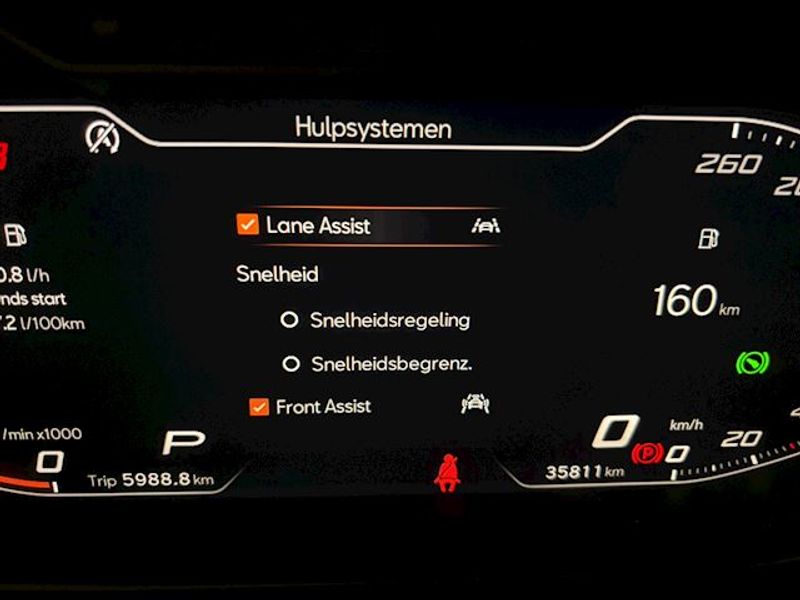 Hulpsystemen
260
Lane Assist
Snelheid
0.8 l/h
nds start
7.2 l/100km
Snelheidsregeling
160 km
Snelheidsbegrenz.
Front Assist
/min x1000
0
P
Trip 5988.8 km
0 km/h
35811 km
P
0
20